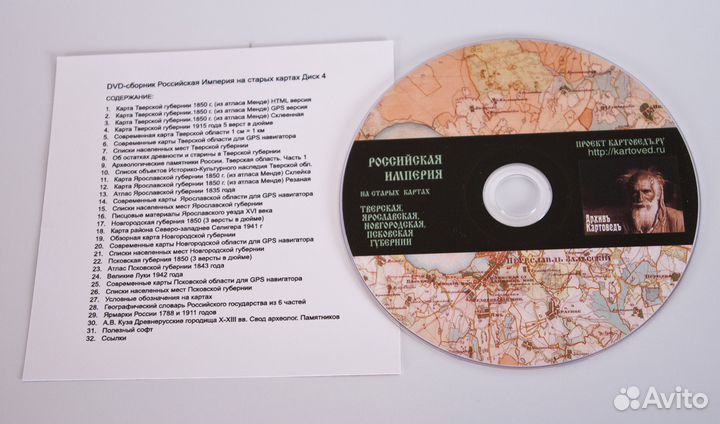 DVD-сборник Российская Империя на старых картах Диск 4
СОДЕРЖАНИЕ:
1. Карта Тверской губернии 1850 г. (из атласа Менде) HTML версия
2. Карта Тверской губернии 1850 г. (из атласа Менде) GPS версия
3. Карта Тверской губернии 1850 г. (из атласа Менде) Склеенная
4. Карта Тверской губернии 1915 года 5 верст в дюйме
5. Современная карта Тверской области 1 см = 1 км
6. Современные карты Тверской области для GPS навигатора
7. Списки населенных мест Тверской губернии
8. Об остатках древности и старины в Тверской губернии
9. Археологические памятники России. Тверская область. Часть 1
10. Список объектов Историко-Культурного наследия Тверской обл.
11. Карта Ярославской губернии 1850 г. (из атласа Менде) Склейка
12. Карта Ярославской губернии 1850 г. (из атласа Менде) Резаная
13. Атлас Ярославской губернии 1835 года
14. Современные карты Ярославской области для GPS навигатора
15. Списки населенных мест Ярославской губернии
16. Писцовые материалы Ярославского уезда XVI века
17. Новгородская губерния 1850 (3 версты в дюйме)
18. Карта района Северо-западнее Селигера 1941 г
19. Обзорная карта Новгородской губернии
20. Современные карты Новгородской области для GPS навигатора
21. Списки населенных мест Новгородской губернии
22. Псковская губерния 1850 (3 версты в дюйме)
23. Атлас Псковской губернии 1843 года
24. Великие Луки 1942 года
25. Современные карты Псковской области для GPS навигатора
26. Списки населенных мест Псковской губернии
27. Условные обозначения на картах
28. Географический словарь Российского государства из 6 частей
29. Ярмарки России 1788 и 1911 годов
30. А.В. Куза Древнерусские городища X-XIII вв. Свод археолог. Памятников
31. Полезный софт
32. Ссылки
РОССИЙСКАЯ
ИМПЕРИЯ
НА СТАРЫХ КАРТАХ
ТВЕРСКАЯ,
ЯРОСЛАВСКАЯ,
НОВГОРОДСКАЯ,
ПСКОВСКАЯ
ГУБЕРНИИ
ПРОЕКТ КАРТОВЕДЪ.РУ
http://kartoved.ru
Архивъ
Картоведъ
ПЕРЕСЛАВЛЬ ЗАЛЬСКІЙ
Avito